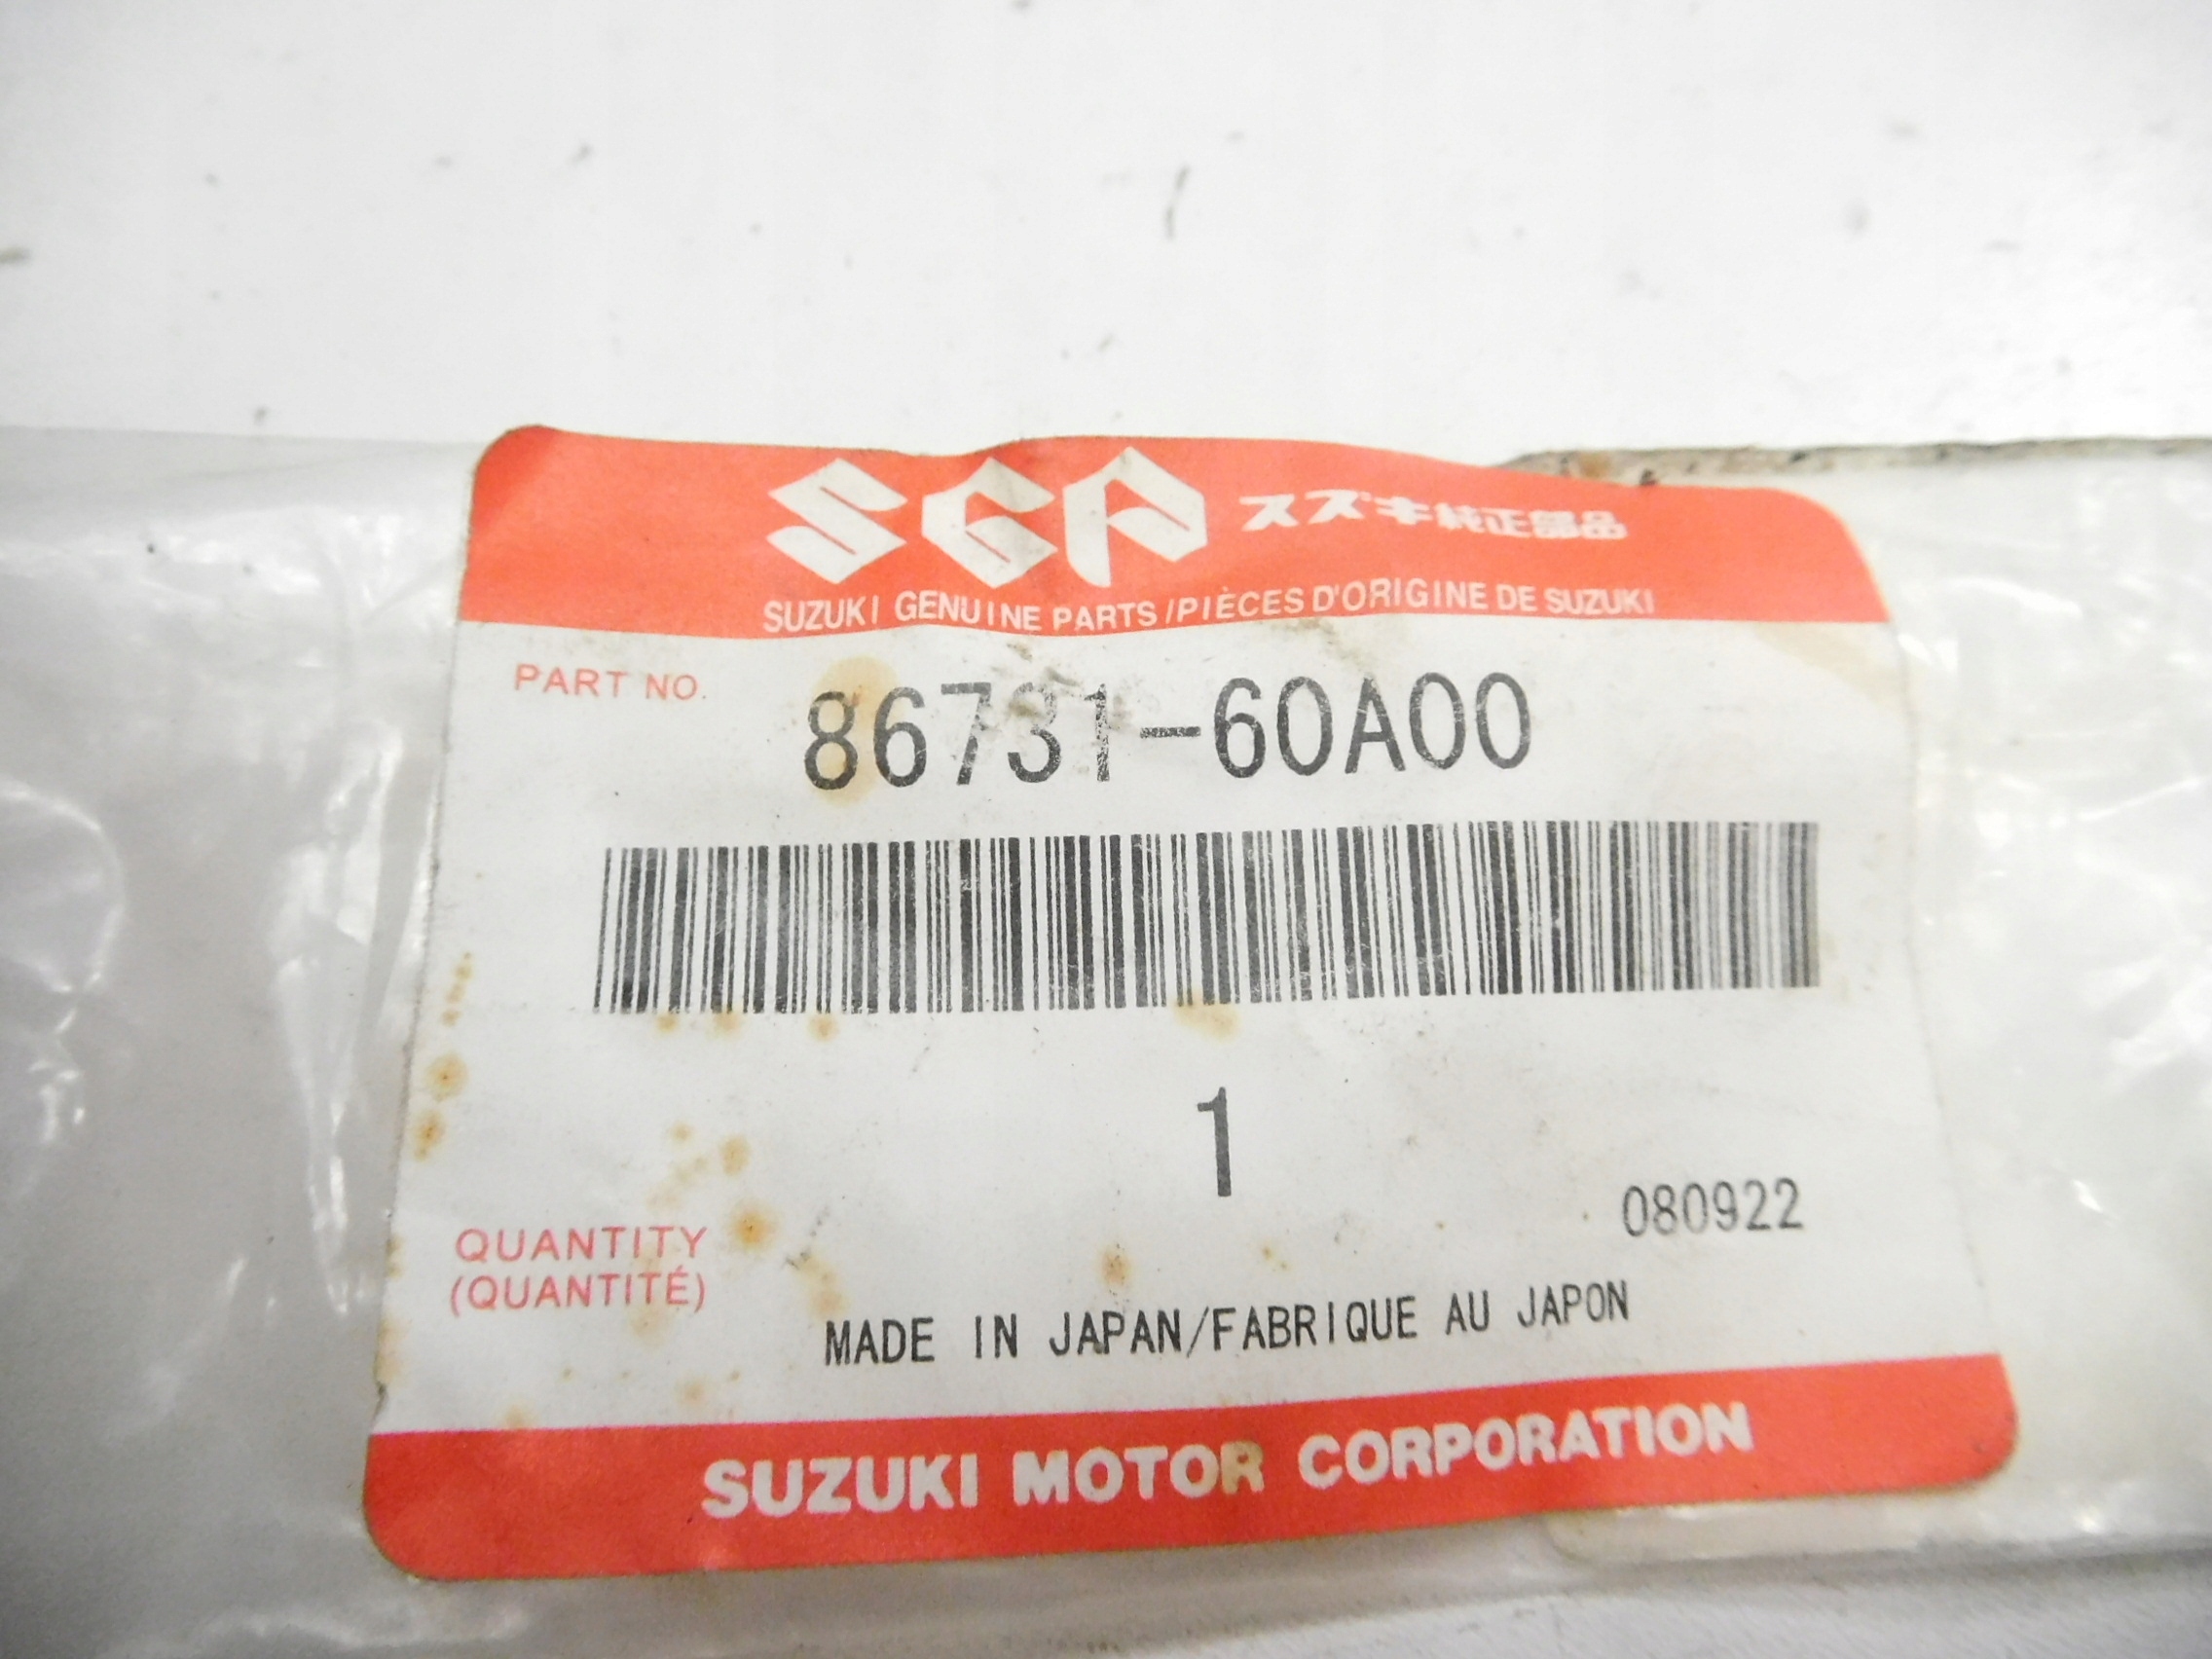 SGP スズキ純正部品
SUZUKI GENUINE PARTS/PIÈCES D'ORIGINE DE SUZUKI
PART NO. 86731-60A00
1
080922
QUANTITY
(QUANTITÉ)
MADE IN JAPAN/FABRIQUE AU JAPON
SUZUKI MOTOR CORPORATION